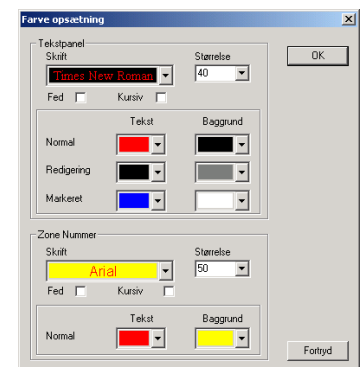 Farve opsætning
Tekstpanel
Skrift Størrelse
OK
Times New Roman 40
Fed Kursiv
Tekst Baggrund
Normal
Redigering
Markeret
Zone Nummer
Skrift Størrelse
Arial 50
Fed Kursiv
Tekst Baggrund
Normal
Fortryd